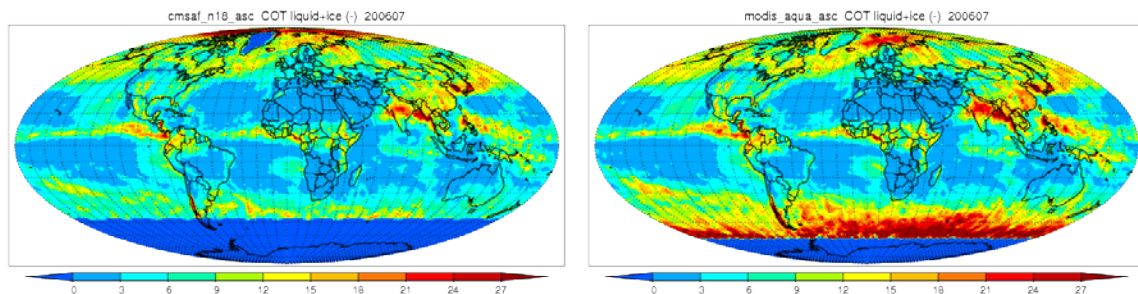 cmsaf_n18_asc COT liquid+ice (-) 200607
modis_aqua_asc COT liquid+ice (-) 200607
0 3 6 9 12 15 18 21 24 27
0 3 6 9 12 15 18 21 24 27